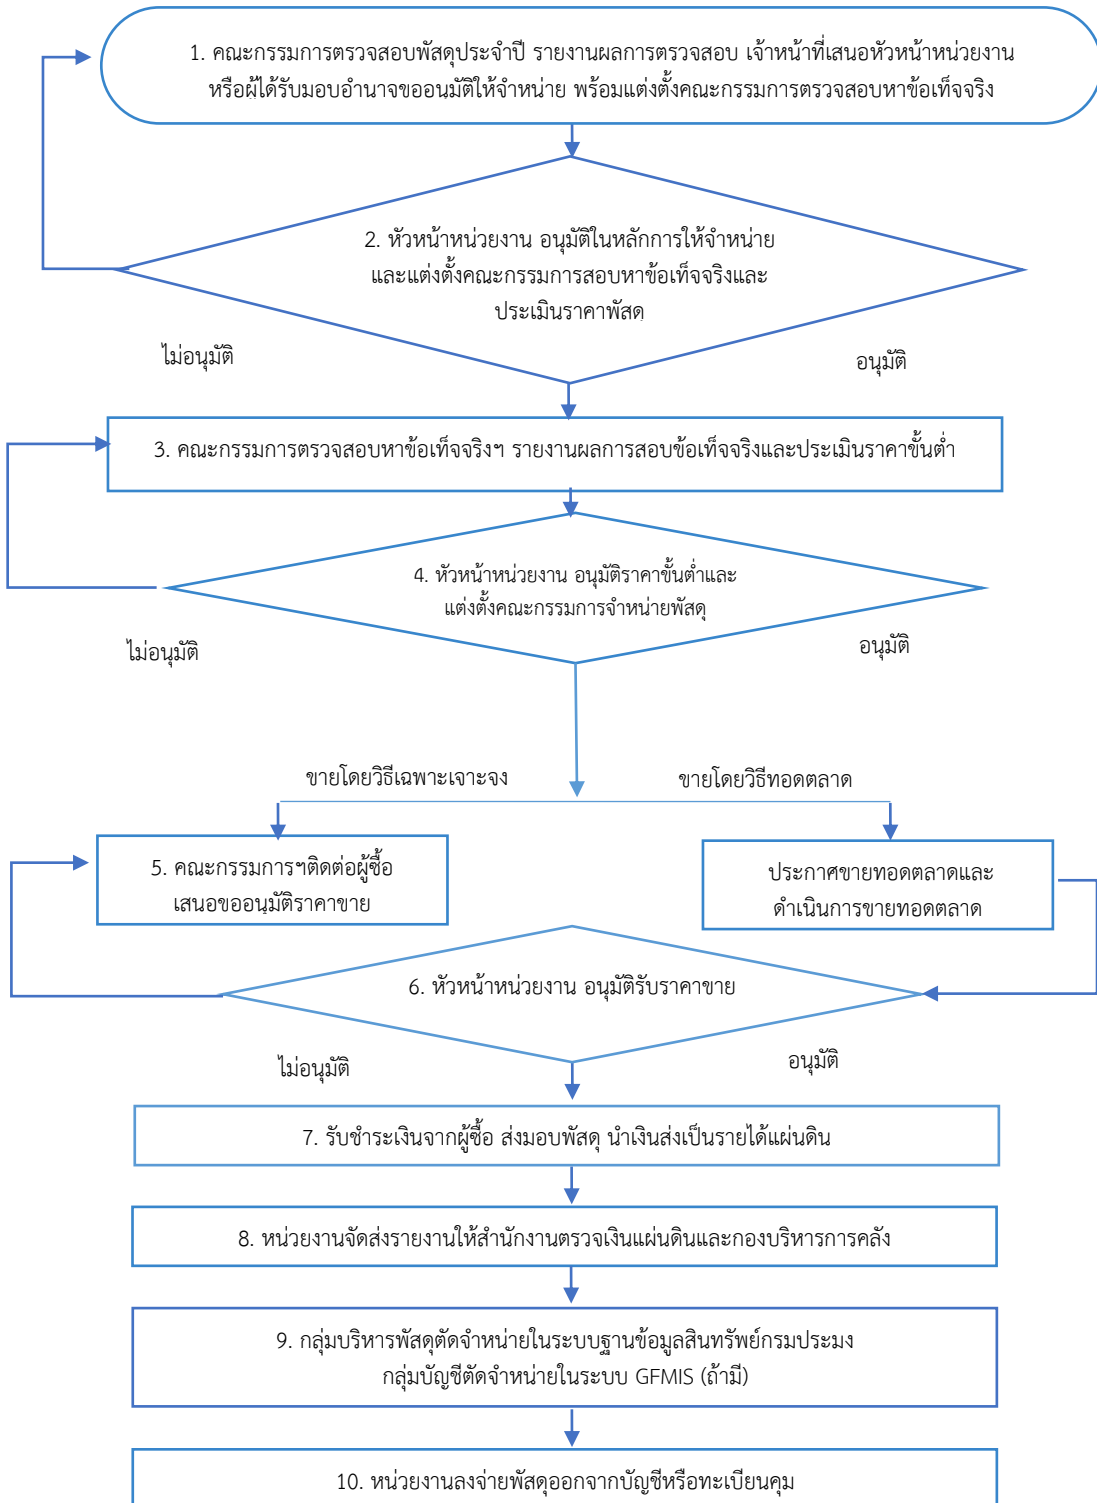 1. คณะกรรมการตรวจสอบพัสดุประจำปี รายงานผลการตรวจสอบ เจ้าหน้าที่เสนอหัวหน้าหน่วยงาน
หรือผู้ได้รับมอบอำนาจขออนุมัติให้จำหน่าย พร้อมแต่งตั้งคณะกรรมการตรวจสอบหาข้อเท็จจริง
2. หัวหน้าหน่วยงาน อนุมัติในหลักการให้จำหน่าย
และแต่งตั้งคณะกรรมการสอบหาข้อเท็จจริงและ
ประเมินราคาพัสดุ
ไม่อนุมัติ
อนุมัติ
3. คณะกรรมการตรวจสอบหาข้อเท็จจริงฯ รายงานผลการสอบข้อเท็จจริงและประเมินราคาขั้นต่ำ
4. หัวหน้าหน่วยงาน อนุมัติราคาขั้นต่ำและ
แต่งตั้งคณะกรรมการจำหน่ายพัสดุ
ไม่อนุมัติ
อนุมัติ
ขายโดยวิธีเฉพาะเจาะจง
ขายโดยวิธีทอดตลาด
5. คณะกรรมการฯติดต่อผู้ซื้อ
เสนอขออนุมัติราคาขาย
ประกาศขายทอดตลาดและ
ดำเนินการขายทอดตลาด
6. หัวหน้าหน่วยงาน อนุมัติรับราคาขาย
ไม่อนุมัติ
อนุมัติ
7. รับชำระเงินจากผู้ซื้อ ส่งมอบพัสดุ นำเงินส่งเป็นรายได้แผ่นดิน
8. หน่วยงานจัดส่งรายงานให้สำนักงานตรวจเงินแผ่นดินและกองบริหารการคลัง
9. กลุ่มบริหารพัสดุตัดจำหน่ายในระบบฐานข้อมูลสินทรัพย์กรมประมง
กลุ่มบัญชีตัดจำหน่ายในระบบ GFMIS (ถ้ามี)
10. หน่วยงานลงจ่ายพัสดุออกจากบัญชีหรือทะเบียนคุม